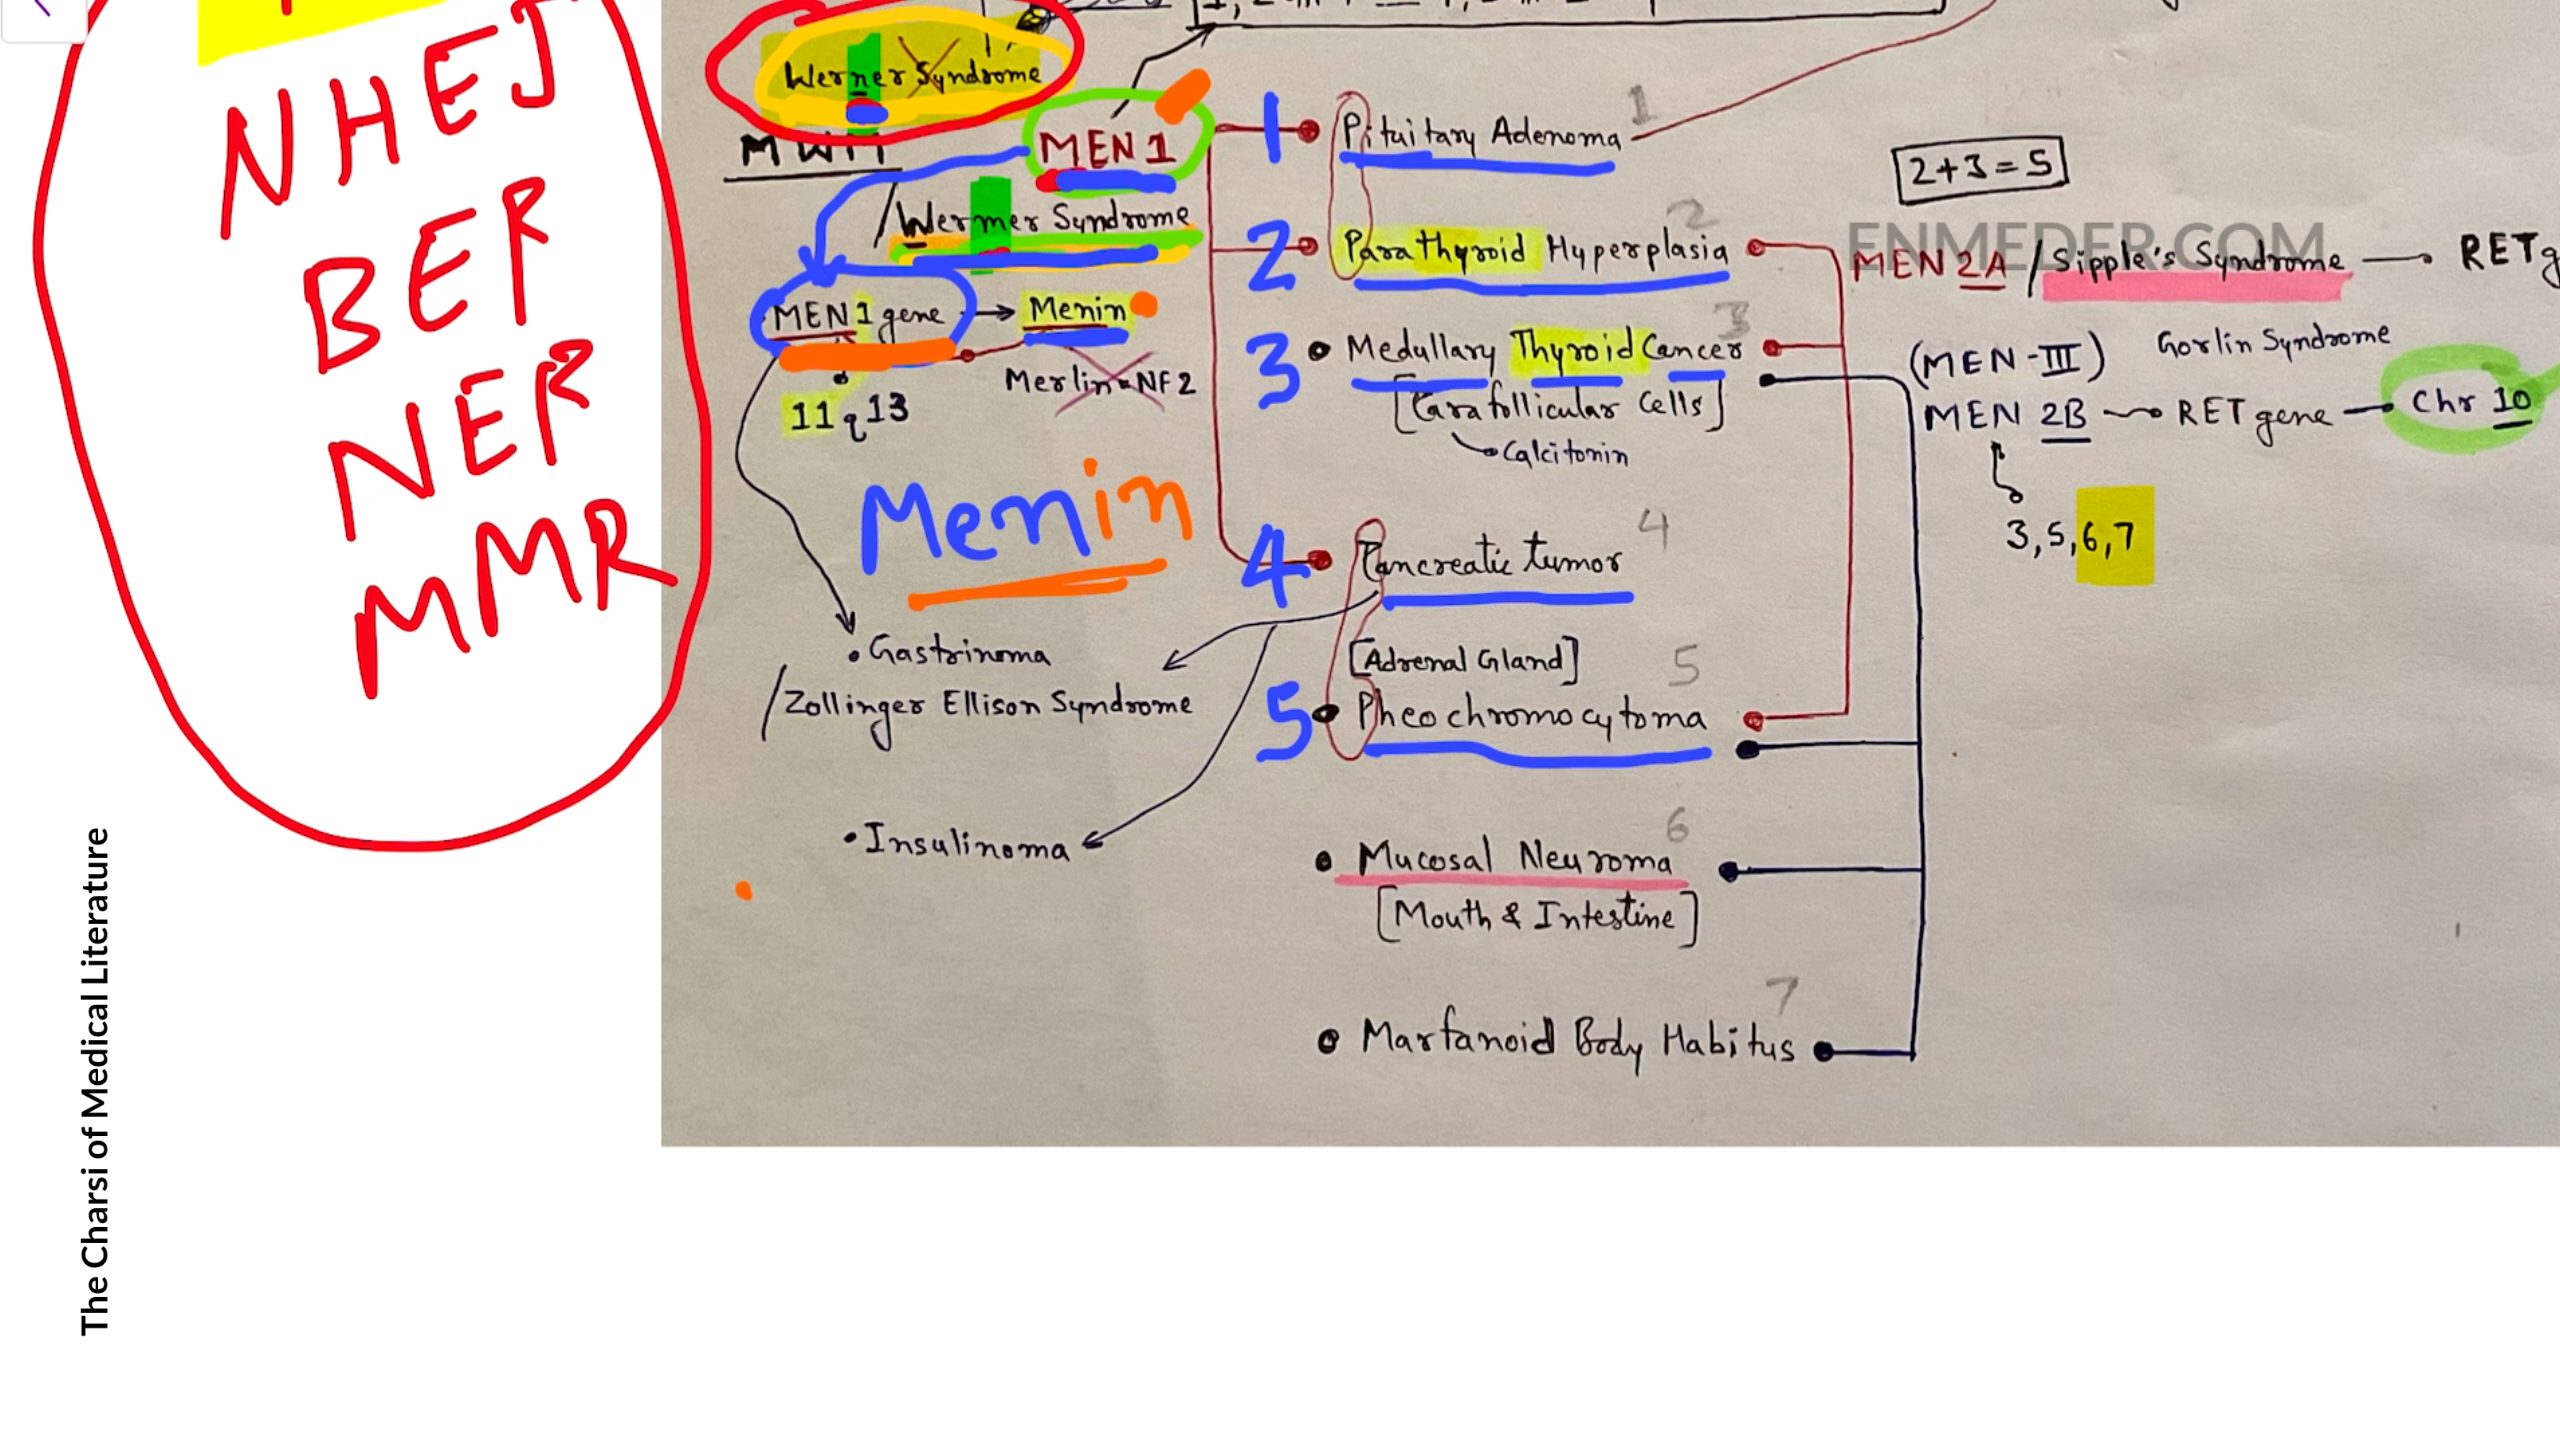 NHEJ
BER
NER
MMR
The Charsi of Medical Literature
Werner Syndrome
MEN 1
/Wermer Syndrome
MEN1 gene → Menin
Merlin = NF2
11q13
Menin
• Gastrinoma
/Zollinger Ellison Syndrome
• Insulinoma
1 Pituitary Adenoma 1
2 Parathyroid Hyperplasia 2
3 • Medullary Thyroid Cancer 3
[Parafollicular Cells]
Calcitonin
4 Pancreatic tumor 4
[Adrenal Gland] 5
5 • Pheochromocytoma
6
• Mucosal Neuroma
[Mouth & Intestine]
7
• Marfanoid Body Habitus
2+3=5
ENMEDER.COM
MEN 2A / Sipple's Syndrome → RET g
(MEN-III) Gorlin Syndrome
MEN 2B → RET gene → Chr 10
3,5,6,7